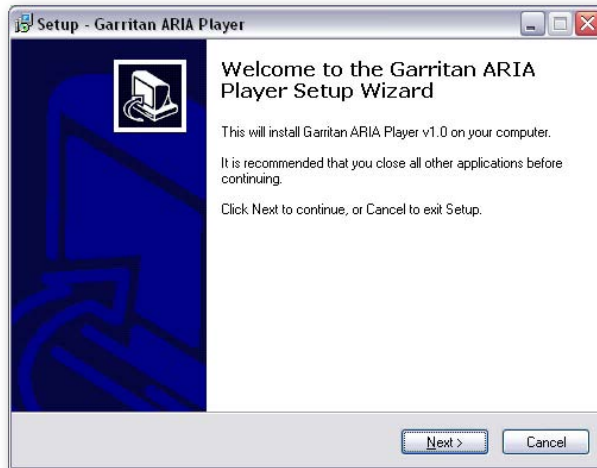 Setup - Garritan ARIA Player
Welcome to the Garritan ARIA
Player Setup Wizard
This will install Garritan ARIA Player v1.0 on your computer.
It is recommended that you close all other applications before
continuing.
Click Next to continue, or Cancel to exit Setup.
Next >
Cancel